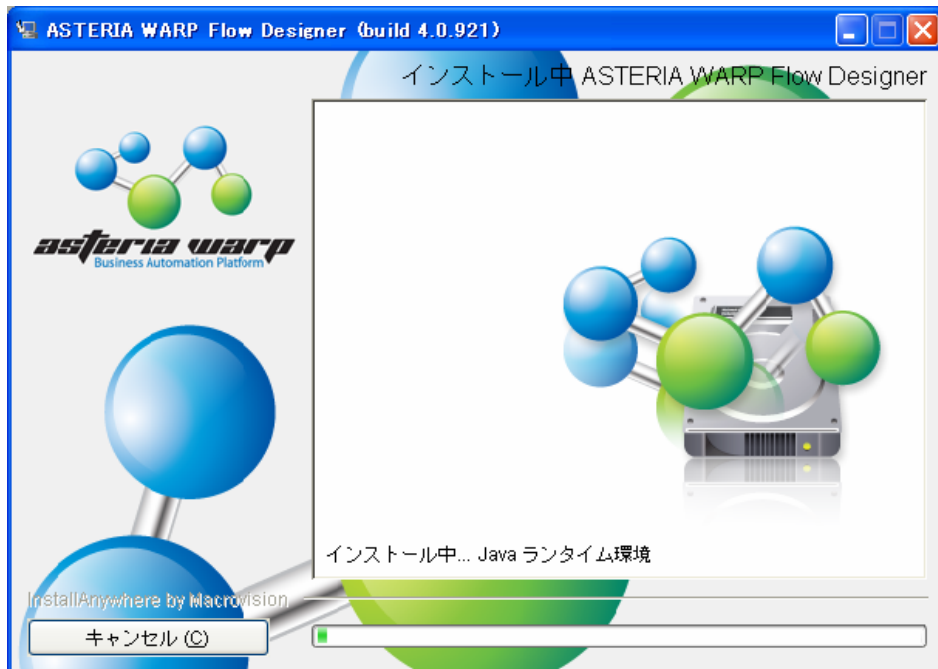 ASTERIA WARP Flow Designer (build 4.0.921)
インストール中 ASTERIA WARP Flow Designer
asteria warp
Business Automation Platform
インストール中... Java ランタイム環境
InstallAnywhere by Macrovision
キャンセル (C)